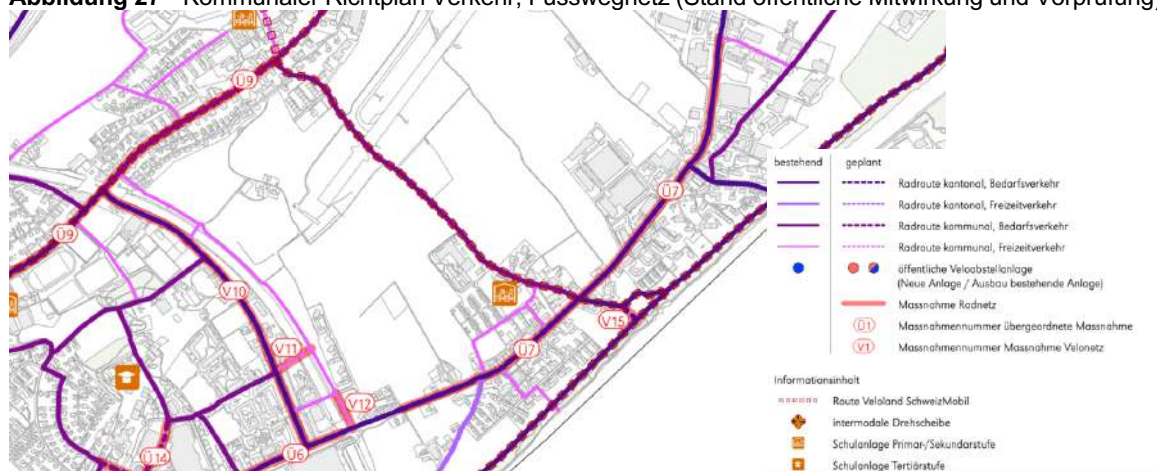 Abbildung 27 Kommunaler Richtplan Verkehr, Fusswegnetz (Stand öffentliche Mitwirkung und Vorprüfung)
Ü9
Ü9
Ü7
V10
V11
V12
V15
Ü7
Ü6
Ü14
bestehend geplant
Radroute kantonal, Bedarfsverkehr
Radroute kantonal, Freizeitverkehr
Radroute kommunal, Bedarfsverkehr
Radroute kommunal, Freizeitverkehr
öffentliche Veloabstellanlage
(Neue Anlage / Ausbau bestehende Anlage)
Massnahme Radnetz
Ü1 Massnahmennummer übergeordnete Massnahme
V1 Massnahmennummer Massnahme Velonetz
Informationsinhalt
Route Veloland SchweizMobil
intermodale Drehscheibe
Schulanlage Primar-/Sekundarstufe
Schulanlage Tertiärstufe